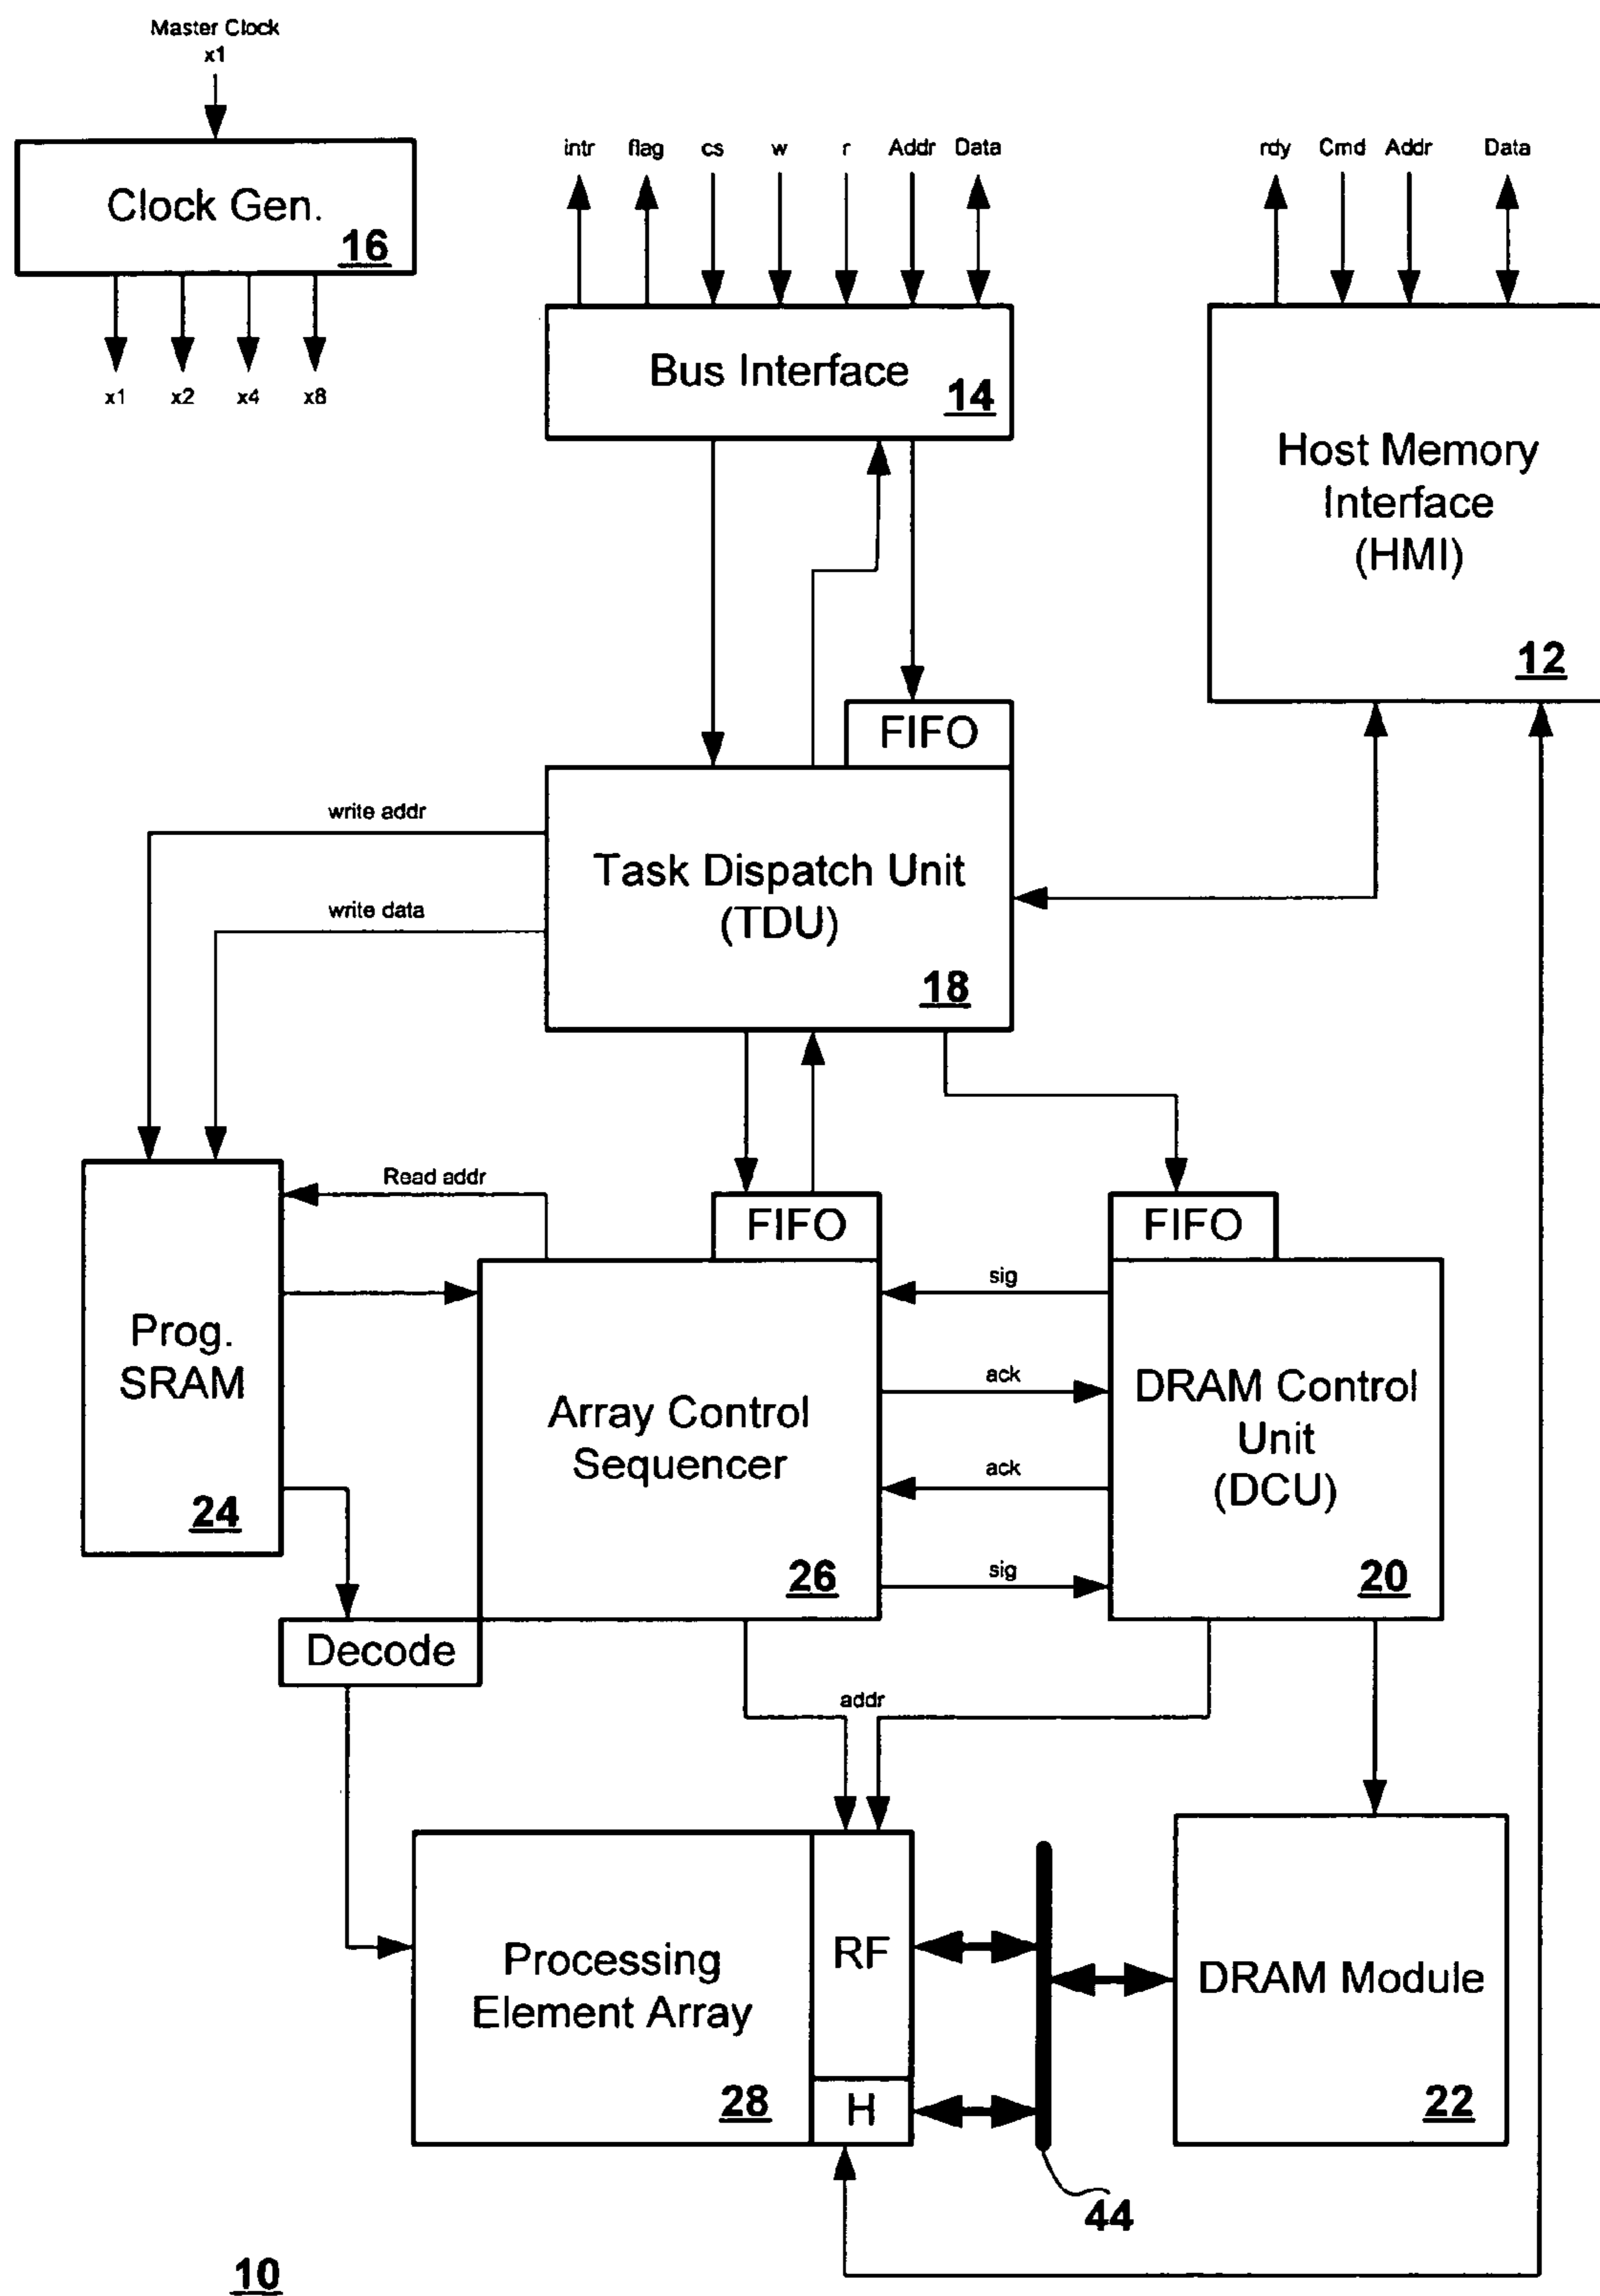 Master Clock
x1
Clock Gen.
16
x1 x2 x4 x8
intr flag cs w r Addr Data
Bus Interface
14
rdy Cmd Addr Data
Host Memory
Interface
(HMI)
12
FIFO
Task Dispatch Unit
(TDU)
18
write addr
write data
Read addr
Prog.
SRAM
24
FIFO
Array Control
Sequencer
26
sig
ack
ack
sig
FIFO
DRAM Control
Unit
(DCU)
20
Decode
addr
Processing
Element Array
28
RF
H
44
DRAM Module
22
10